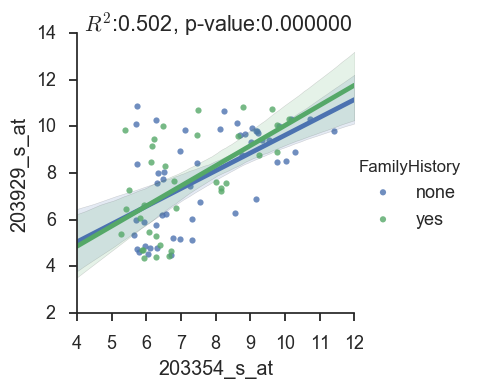 R²:0.502, p-value:0.000000
14
12
10
8
6
4
2
203929_s_at
4 5 6 7 8 9 10 11 12
203354_s_at
FamilyHistory
none
yes